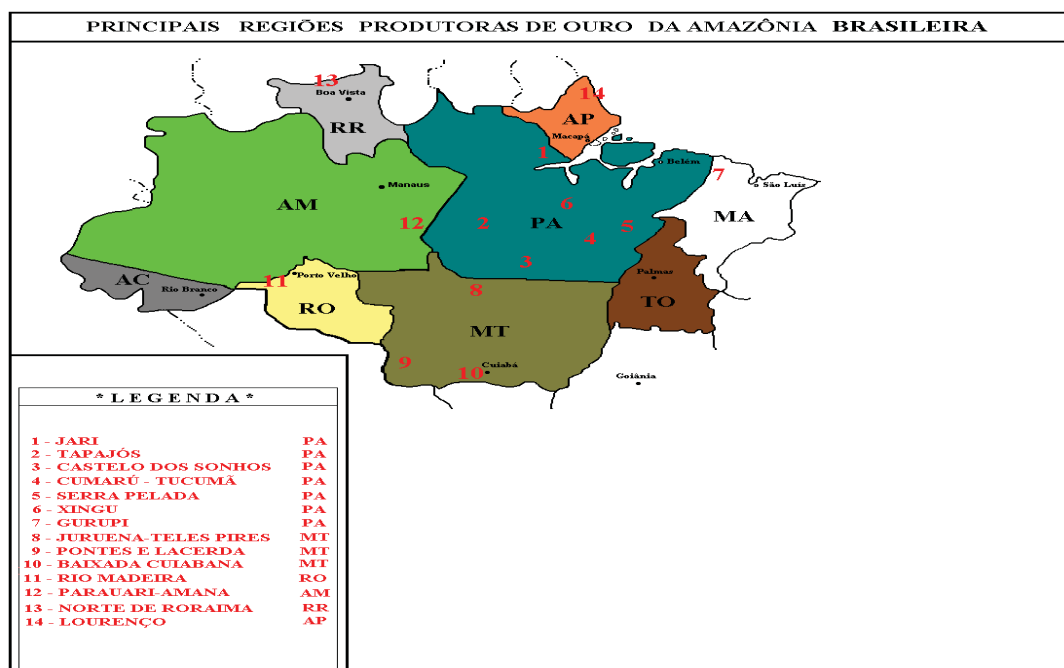 PRINCIPAIS REGIÕES PRODUTORAS DE OURO DA AMAZÔNIA BRASILEIRA
13
Boa Vista
RR
14
AP
Macapá
1
Belém
7
São Luís
Manaus
AM
12
2
6
PA
4
5
3
MA
AC
Rio Branco
11
Porto Velho
RO
8
MT
9
10
Cuiabá
Palmas
TO
Goiânia
* L E G E N D A *
1 - JARI PA
2 - TAPAJÓS PA
3 - CASTELO DOS SONHOS PA
4 - CUMARÚ - TUCUMÃ PA
5 - SERRA PELADA PA
6 - XINGU PA
7 - GURUPI PA
8 - JURUENA-TELES PIRES MT
9 - PONTES E LACERDA MT
10 - BAIXADA CUIABANA MT
11 - RIO MADEIRA RO
12 - PARAUARI-AMANA AM
13 - NORTE DE RORAIMA RR
14 - LOURENÇO AP